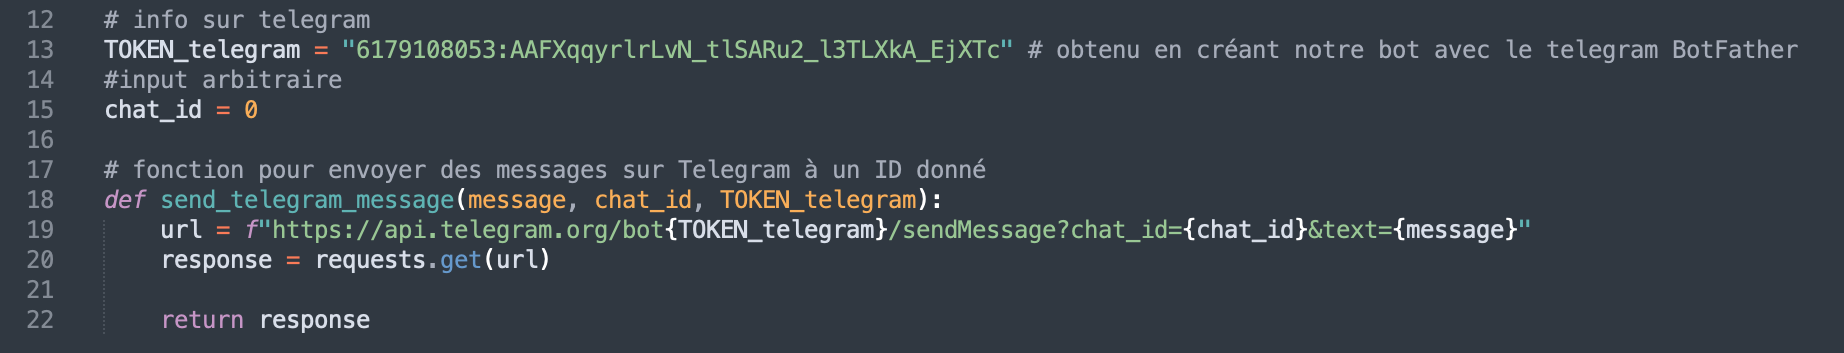 12 # info sur telegram
13 TOKEN_telegram = "6179108053:AAFXqqyrlrLvN_tlSARu2_l3TLXkA_EjXTc" # obtenu en créant notre bot avec le telegram BotFather
14 #input arbitraire
15 chat_id = 0
16
17 # fonction pour envoyer des messages sur Telegram à un ID donné
18 def send_telegram_message(message, chat_id, TOKEN_telegram):
19 url = f"https://api.telegram.org/bot{TOKEN_telegram}/sendMessage?chat_id={chat_id}&text={message}"
20 response = requests.get(url)
21
22 return response